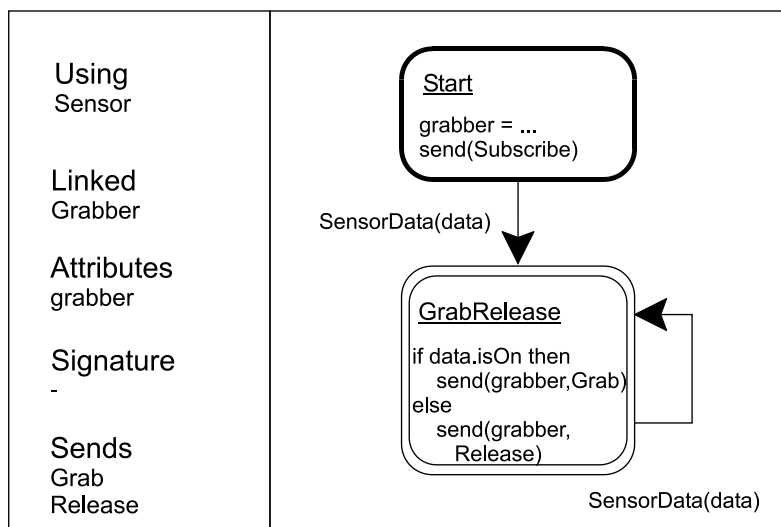 Using
Sensor
Linked
Grabber
Attributes
grabber
Signature
-
Sends
Grab
Release
Start
grabber = ...
send(Subscribe)
SensorData(data)
GrabRelease
if data.isOn then
send(grabber,Grab)
else
send(grabber,
Release)
SensorData(data)